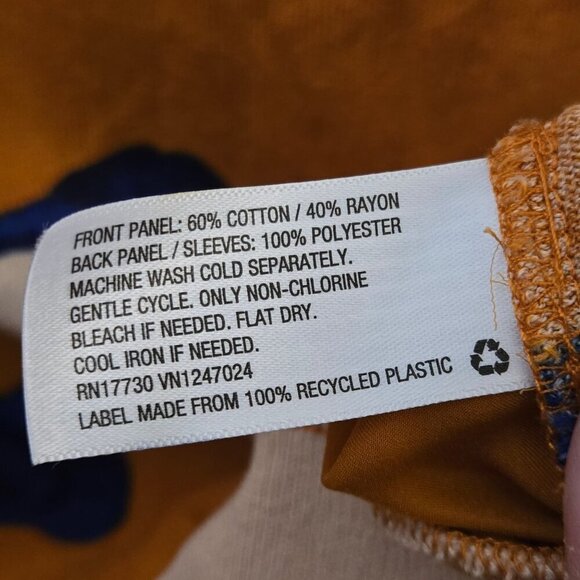 FRONT PANEL: 60% COTTON / 40% RAYON
BACK PANEL / SLEEVES: 100% POLYESTER
MACHINE WASH COLD SEPARATELY.
GENTLE CYCLE. ONLY NON-CHLORINE
BLEACH IF NEEDED. FLAT DRY.
COOL IRON IF NEEDED.
RN17730 VN1247024
LABEL MADE FROM 100% RECYCLED PLASTIC